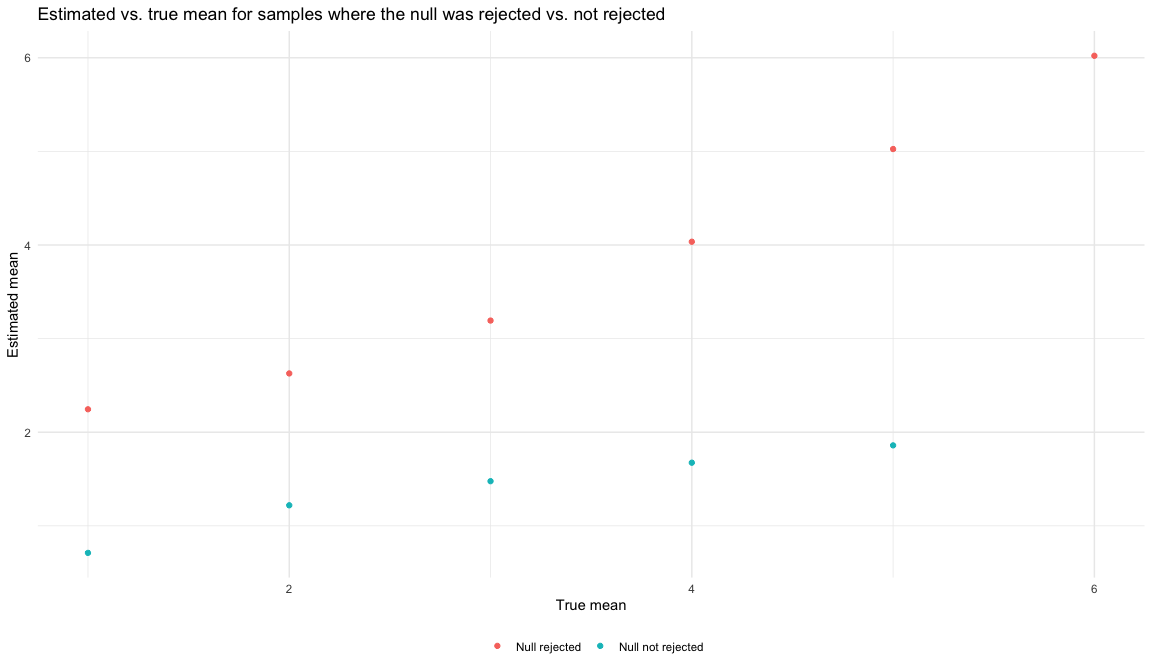 Estimated vs. true mean for samples where the null was rejected vs. not rejected
6
4
2
Estimated mean
2
4
6
True mean
Null rejected
Null not rejected